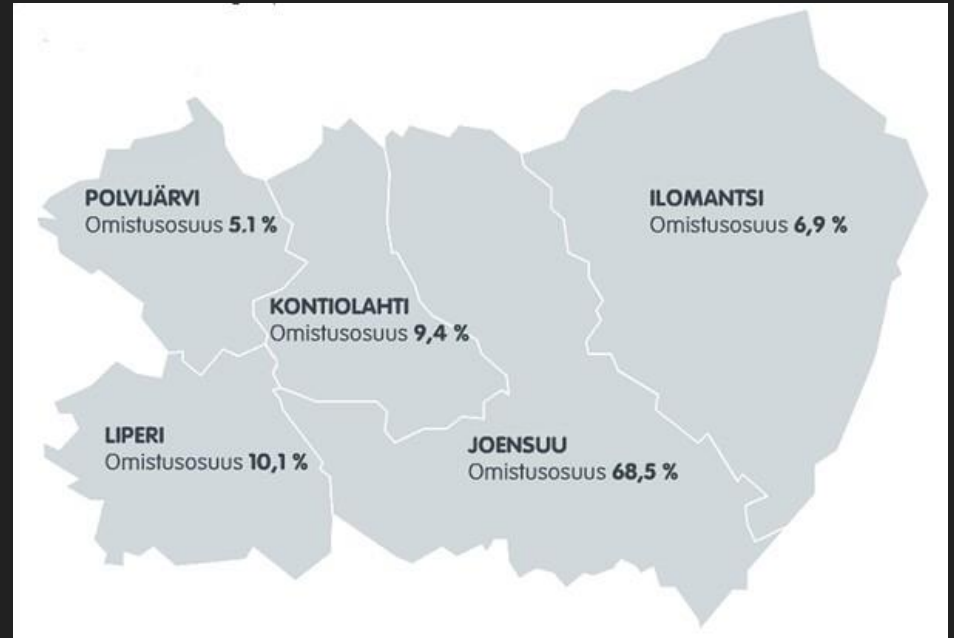 POLVIJÄRVI
Omistusosuus 5.1 %
ILOMANTSI
Omistusosuus 6,9 %
KONTIOLAHTI
Omistusosuus 9,4 %
LIPERI
Omistusosuus 10,1 %
JOENSUU
Omistusosuus 68,5 %